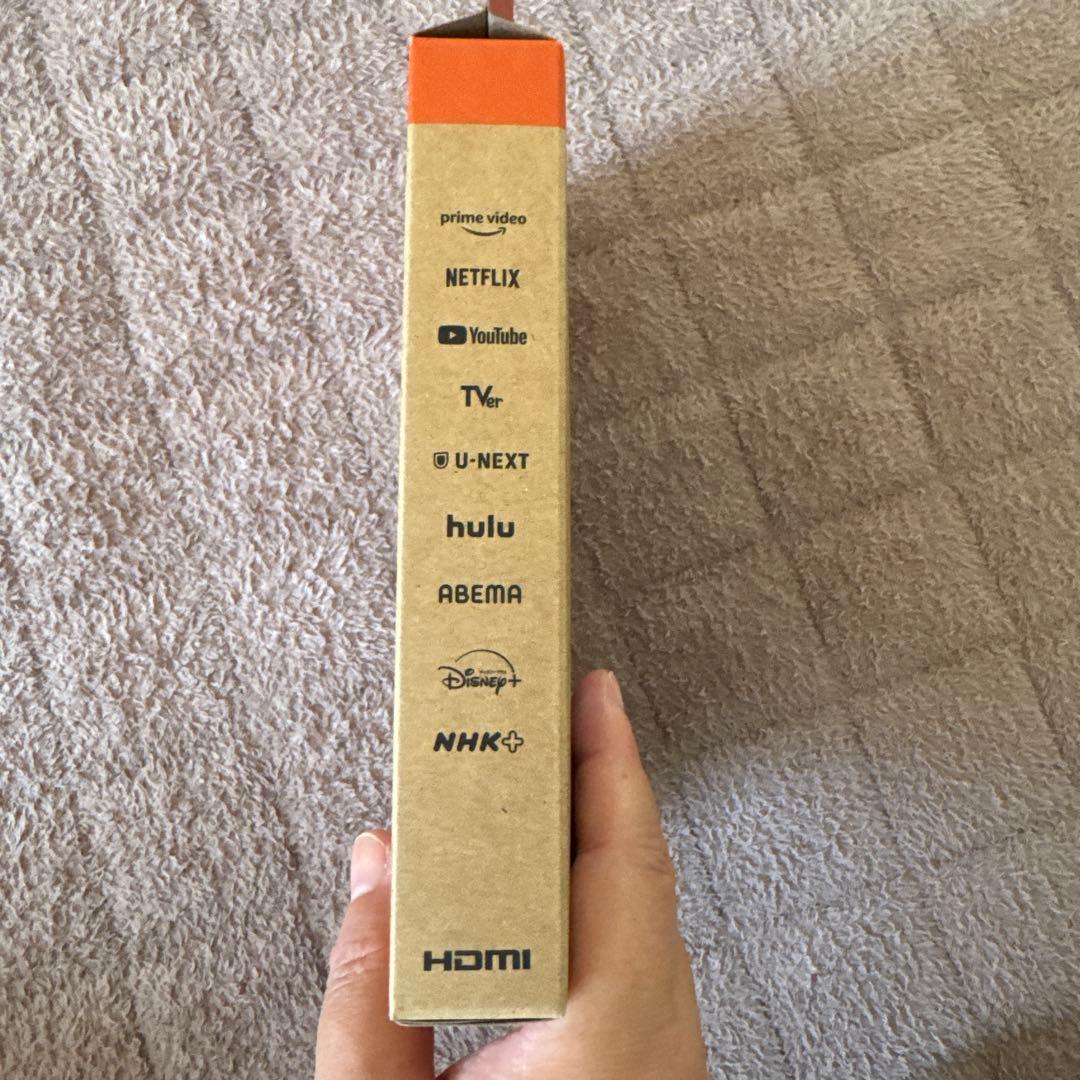 prime video
NETFLIX
YouTube
TVer
U-NEXT
hulu
ABEMA
Disney+
NHK+
HDMI